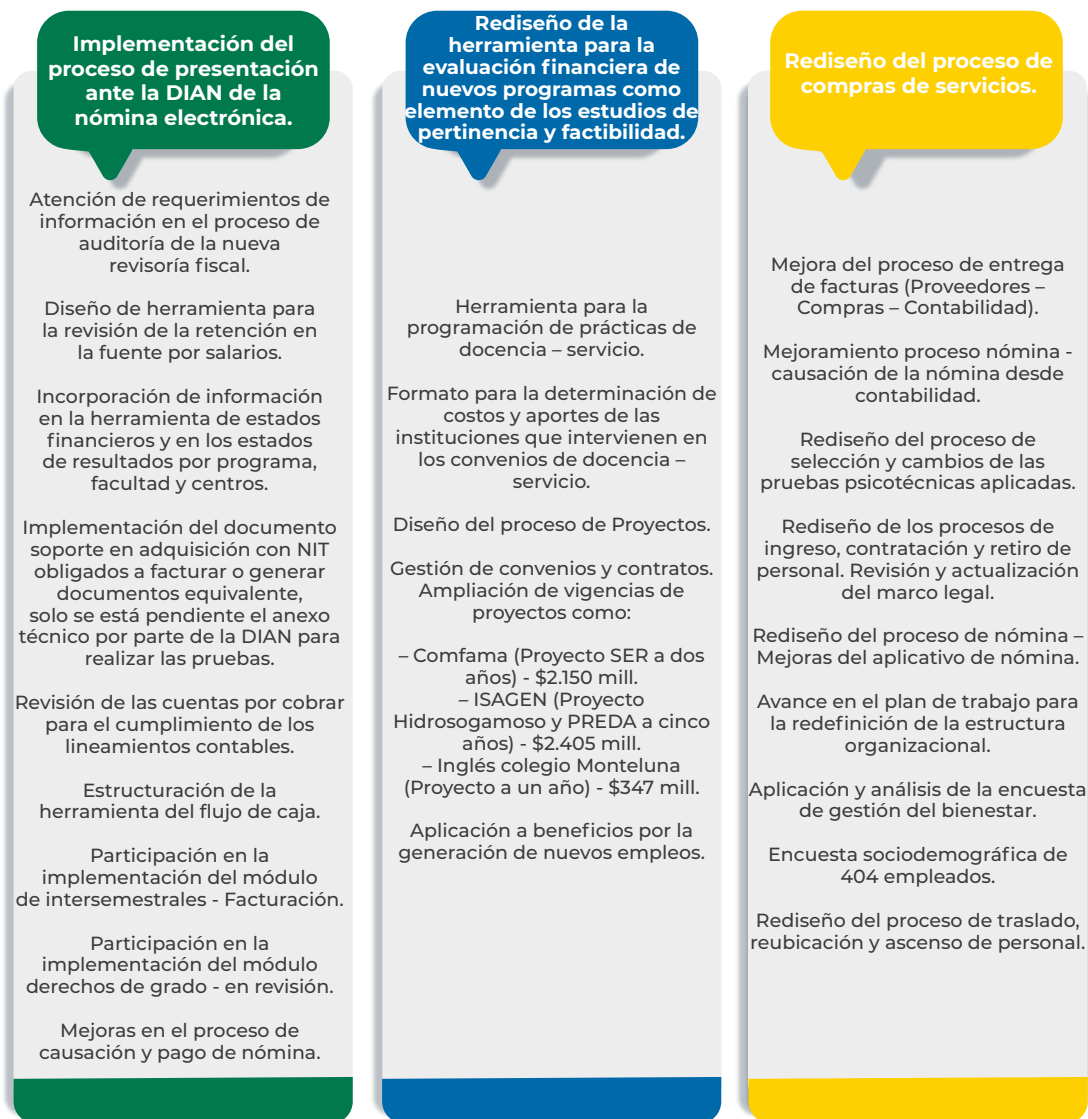 Implementación del
proceso de presentación
ante la DIAN de la
nómina electrónica.
Atención de requerimientos de
información en el proceso de
auditoría de la nueva
revisoría fiscal.
Diseño de herramienta para
la revisión de la retención en
la fuente por salarios.
Incorporación de información
en la herramienta de estados
financieros y en los estados
de resultados por programa,
facultad y centros.
Implementación del documento
soporte en adquisición con NIT
obligados a facturar o generar
documentos equivalente,
solo se está pendiente el anexo
técnico por parte de la DIAN para
realizar las pruebas.
Revisión de las cuentas por cobrar
para el cumplimiento de los
lineamientos contables.
Estructuración de la
herramienta del flujo de caja.
Participación en la
implementación del módulo
de intersemestrales - Facturación.
Participación en la
implementación del módulo
derechos de grado - en revisión.
Mejoras en el proceso de
causación y pago de nómina.
Rediseño de la
herramienta para la
evaluación financiera de
nuevos programas como
elemento de los estudios de
pertinencia y factibilidad.
Herramienta para la
programación de prácticas de
docencia – servicio.
Formato para la determinación de
costos y aportes de las
instituciones que intervienen en
los convenios de docencia –
servicio.
Diseño del proceso de Proyectos.
Gestión de convenios y contratos.
Ampliación de vigencias de
proyectos como:
– Comfama (Proyecto SER a dos
años) - $2.150 mill.
– ISAGEN (Proyecto
Hidrosogamoso y PREDA a cinco
años) - $2.405 mill.
– Inglés colegio Monteluna
(Proyecto a un año) - $347 mill.
Aplicación a beneficios por la
generación de nuevos empleos.
Rediseño del proceso de
compras de servicios.
Mejora del proceso de entrega
de facturas (Proveedores –
Compras – Contabilidad).
Mejoramiento proceso nómina -
causación de la nómina desde
contabilidad.
Rediseño del proceso de
selección y cambios de las
pruebas psicotécnicas aplicadas.
Rediseño de los procesos de
ingreso, contratación y retiro de
personal. Revisión y actualización
del marco legal.
Rediseño del proceso de nómina –
Mejoras del aplicativo de nómina.
Avance en el plan de trabajo para
la redefinición de la estructura
organizacional.
Aplicación y análisis de la encuesta
de gestión del bienestar.
Encuesta sociodemográfica de
404 empleados.
Rediseño del proceso de traslado,
reubicación y ascenso de personal.